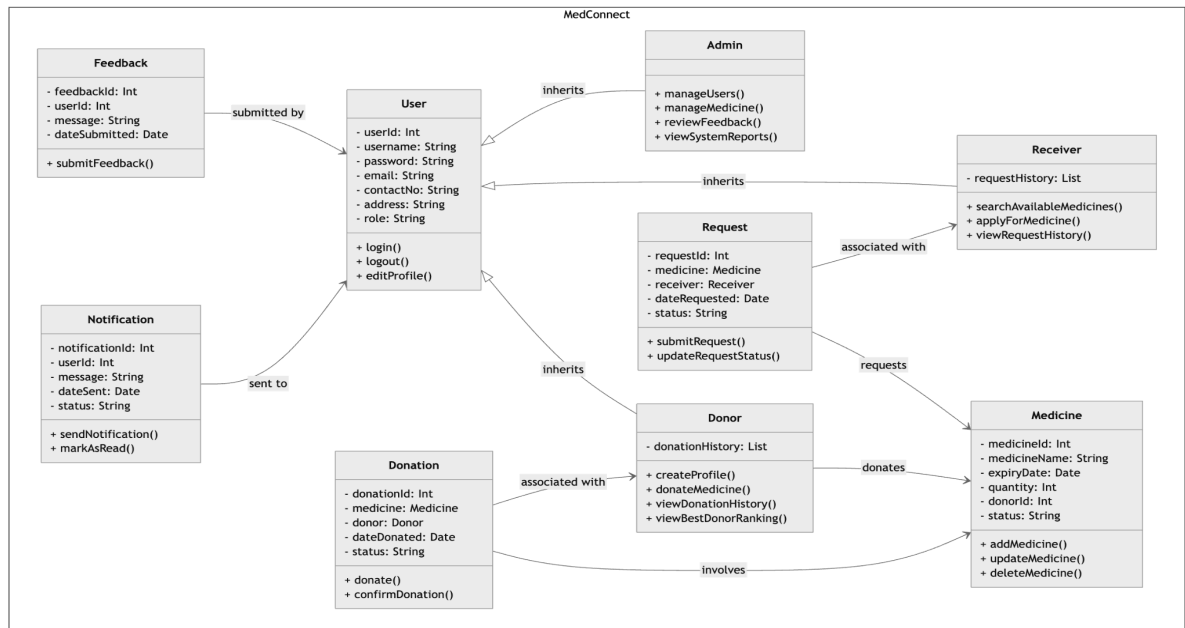 MedConnect
Feedback
- feedbackId: Int
- userId: Int
- message: String
- dateSubmitted: Date
+ submitFeedback()
submitted by
User
- userId: Int
- username: String
- password: String
- email: String
- contactNo: String
- address: String
- role: String
+ login()
+ logout()
+ editProfile()
inherits
Admin
+ manageUsers()
+ manageMedicine()
+ reviewFeedback()
+ viewSystemReports()
inherits
Receiver
- requestHistory: List
+ searchAvailableMedicines()
+ applyForMedicine()
+ viewRequestHistory()
Request
- requestId: Int
- medicine: Medicine
- receiver: Receiver
- dateRequested: Date
- status: String
+ submitRequest()
+ updateRequestStatus()
associated with
requests
Notification
- notificationId: Int
- userId: Int
- message: String
- dateSent: Date
- status: String
+ sendNotification()
+ markAsRead()
sent to
inherits
Donor
- donationHistory: List
+ createProfile()
+ donateMedicine()
+ viewDonationHistory()
+ viewBestDonorRanking()
donates
Medicine
- medicineId: Int
- medicineName: String
- expiryDate: Date
- quantity: Int
- donorId: Int
- status: String
+ addMedicine()
+ updateMedicine()
+ deleteMedicine()
Donation
- donationId: Int
- medicine: Medicine
- donor: Donor
- dateDonated: Date
- status: String
+ donate()
+ confirmDonation()
associated with
involves